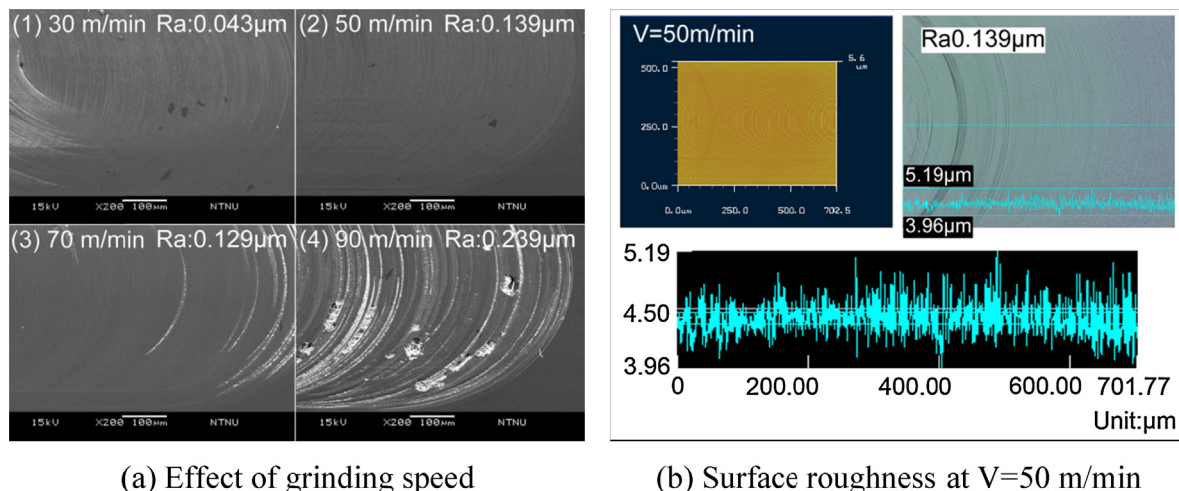 (1) 30 m/min Ra:0.043µm
(2) 50 m/min Ra:0.139µm
15kV X200 100µm NTNU
15kV X200 100µm NTNU
(3) 70 m/min Ra:0.129µm
(4) 90 m/min Ra:0.239µm
15kV X200 100µm NTNU
15kV X200 100µm NTNU
(a) Effect of grinding speed
V=50m/min
5.6
um
500.0
250.0
0.0um
0.0um 250.0 500.0 702.5
Ra0.139µm
5.19µm
3.96µm
5.19
4.50
3.96
0 200.00 400.00 600.00 701.77
Unit:µm
(b) Surface roughness at V=50 m/min